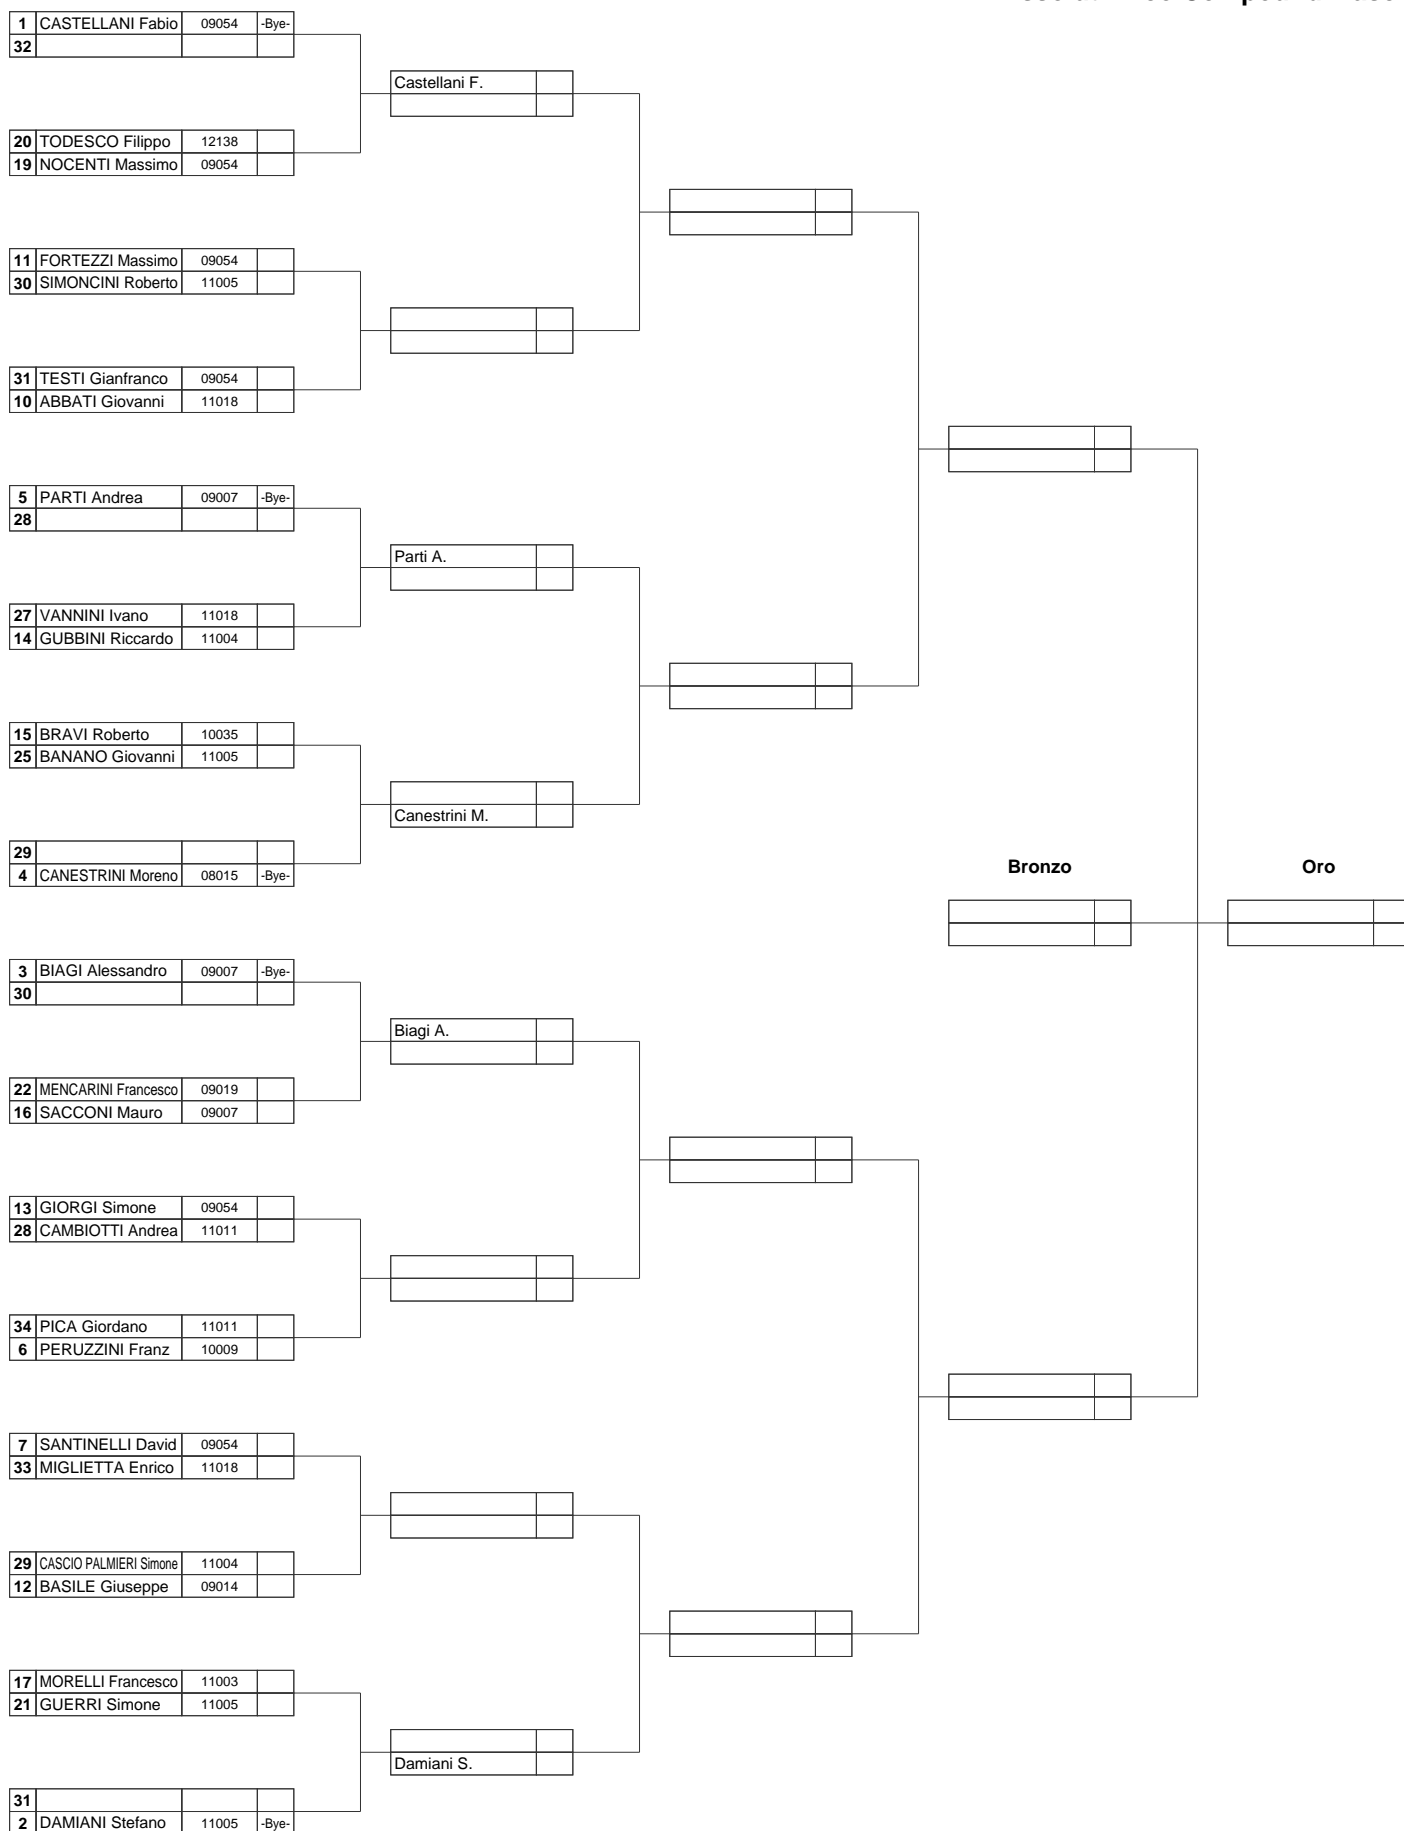 1 CASTELLANI Fabio 09054 -Bye-
32
Castellani F.
20 TODESCO Filippo 12138
19 NOCENTI Massimo 09054
11 FORTEZZI Massimo 09054
30 SIMONCINI Roberto 11005
31 TESTI Gianfranco 09054
10 ABBATI Giovanni 11018
5 PARTI Andrea 09007 -Bye-
28
Parti A.
27 VANNINI Ivano 11018
14 GUBBINI Riccardo 11004
15 BRAVI Roberto 10035
25 BANANO Giovanni 11005
Canestrini M.
29
4 CANESTRINI Moreno 08015 -Bye-
Bronzo Oro
3 BIAGI Alessandro 09007 -Bye-
30
Biagi A.
22 MENCARINI Francesco 09019
16 SACCONI Mauro 09007
13 GIORGI Simone 09054
28 CAMBIOTTI Andrea 11011
34 PICA Giordano 11011
6 PERUZZINI Franz 10009
7 SANTINELLI David 09054
33 MIGLIETTA Enrico 11018
29 CASCIO PALMIERI Simone 11004
12 BASILE Giuseppe 09014
17 MORELLI Francesco 11003
21 GUERRI Simone 11005
Damiani S.
31
2 DAMIANI Stefano 11005 -Bye-